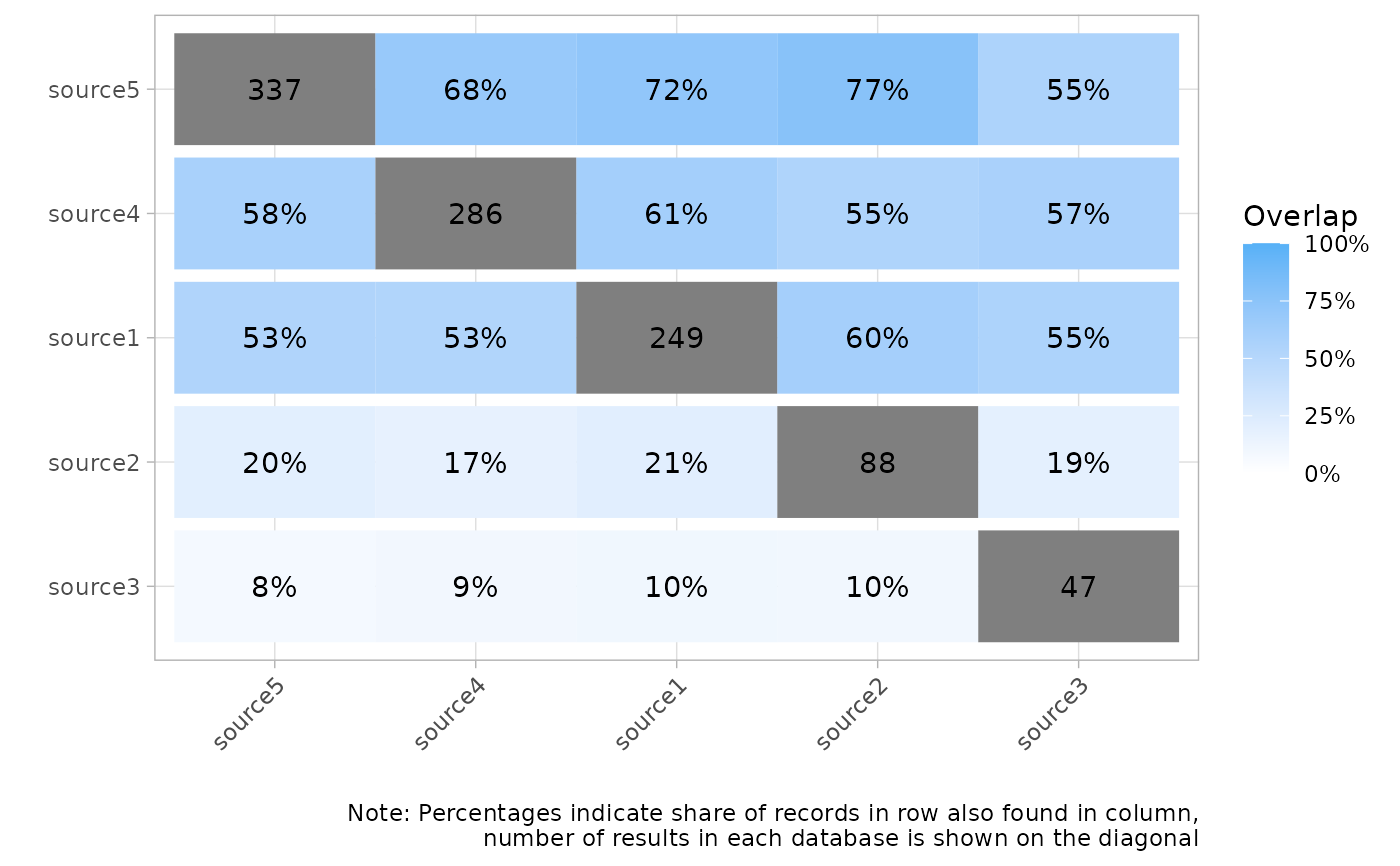 source5 337 68% 72% 77% 55%
source4 58% 286 61% 55% 57%
source1 53% 53% 249 60% 55%
source2 20% 17% 21% 88 19%
source3 8% 9% 10% 10% 47
source5 source4 source1 source2 source3
Overlap
100%
75%
50%
25%
0%
Note: Percentages indicate share of records in row also found in column,
number of results in each database is shown on the diagonal